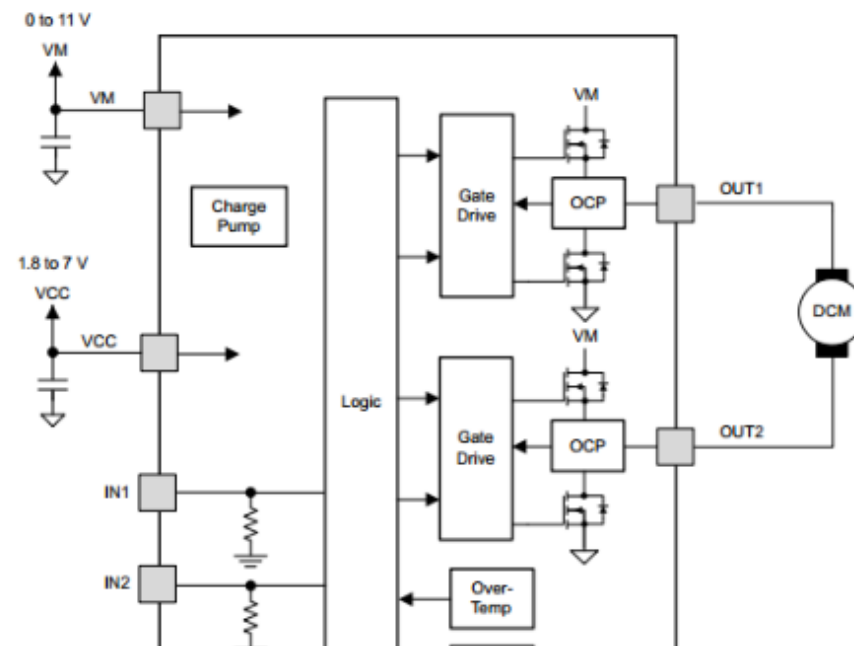 0 to 11 V
VM
VM
VM
Charge
Pump
Gate
Drive
OCP
OUT1
1.8 to 7 V
VCC
VCC
DCM
VM
Logic
Gate
Drive
OCP
OUT2
IN1
IN2
Over-
Temp